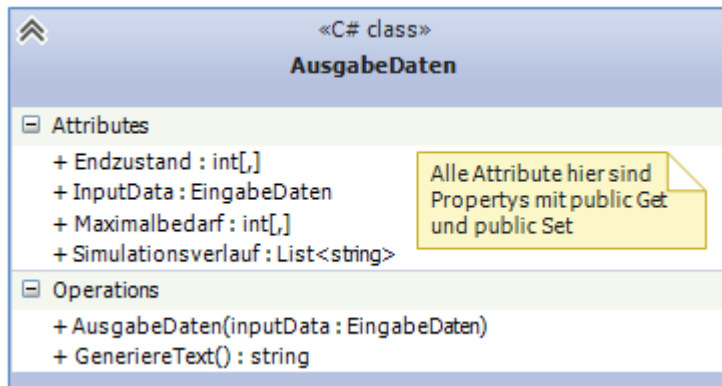 «C# class»
AusgabeDaten
Attributes
+ Endzustand : int[,]
+ InputData : EingabeDaten
+ Maximalbedarf : int[,]
+ Simulationsverlauf : List<string>
Alle Attribute hier sind
Propertys mit public Get
und public Set
Operations
+ AusgabeDaten(inputData : EingabeDaten)
+ GeneriereText() : string